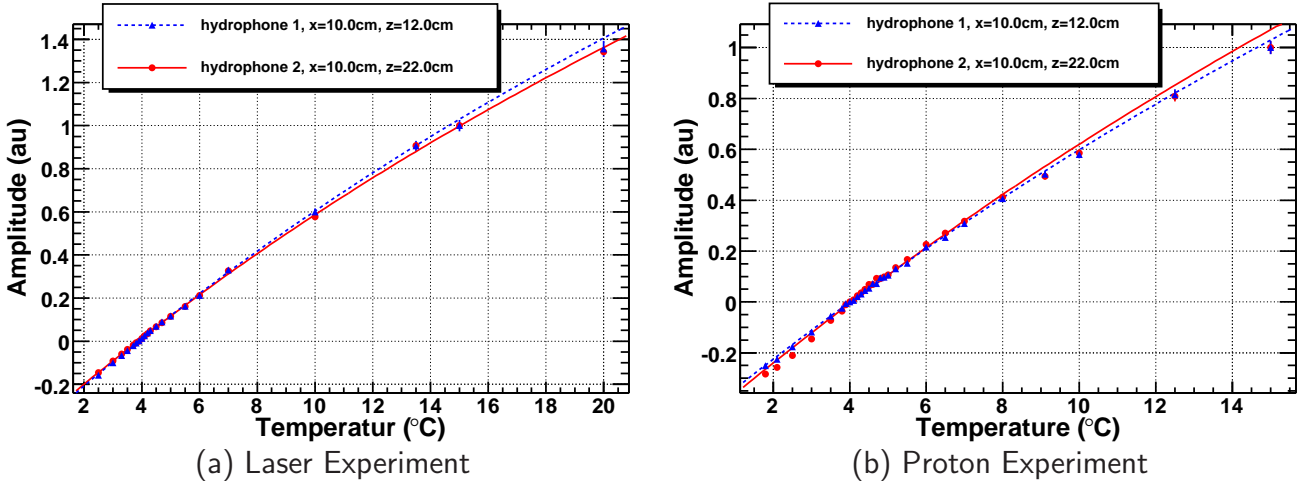 hydrophone 1, x=10.0cm, z=12.0cm
hydrophone 2, x=10.0cm, z=22.0cm
Amplitude (au)
1.4
1.2
1
0.8
0.6
0.4
0.2
0
-0.2
2 4 6 8 10 12 14 16 18 20
Temperatur (°C)
(a) Laser Experiment
hydrophone 1, x=10.0cm, z=12.0cm
hydrophone 2, x=10.0cm, z=22.0cm
Amplitude (au)
1
0.8
0.6
0.4
0.2
0
-0.2
2 4 6 8 10 12 14
Temperature (°C)
(b) Proton Experiment